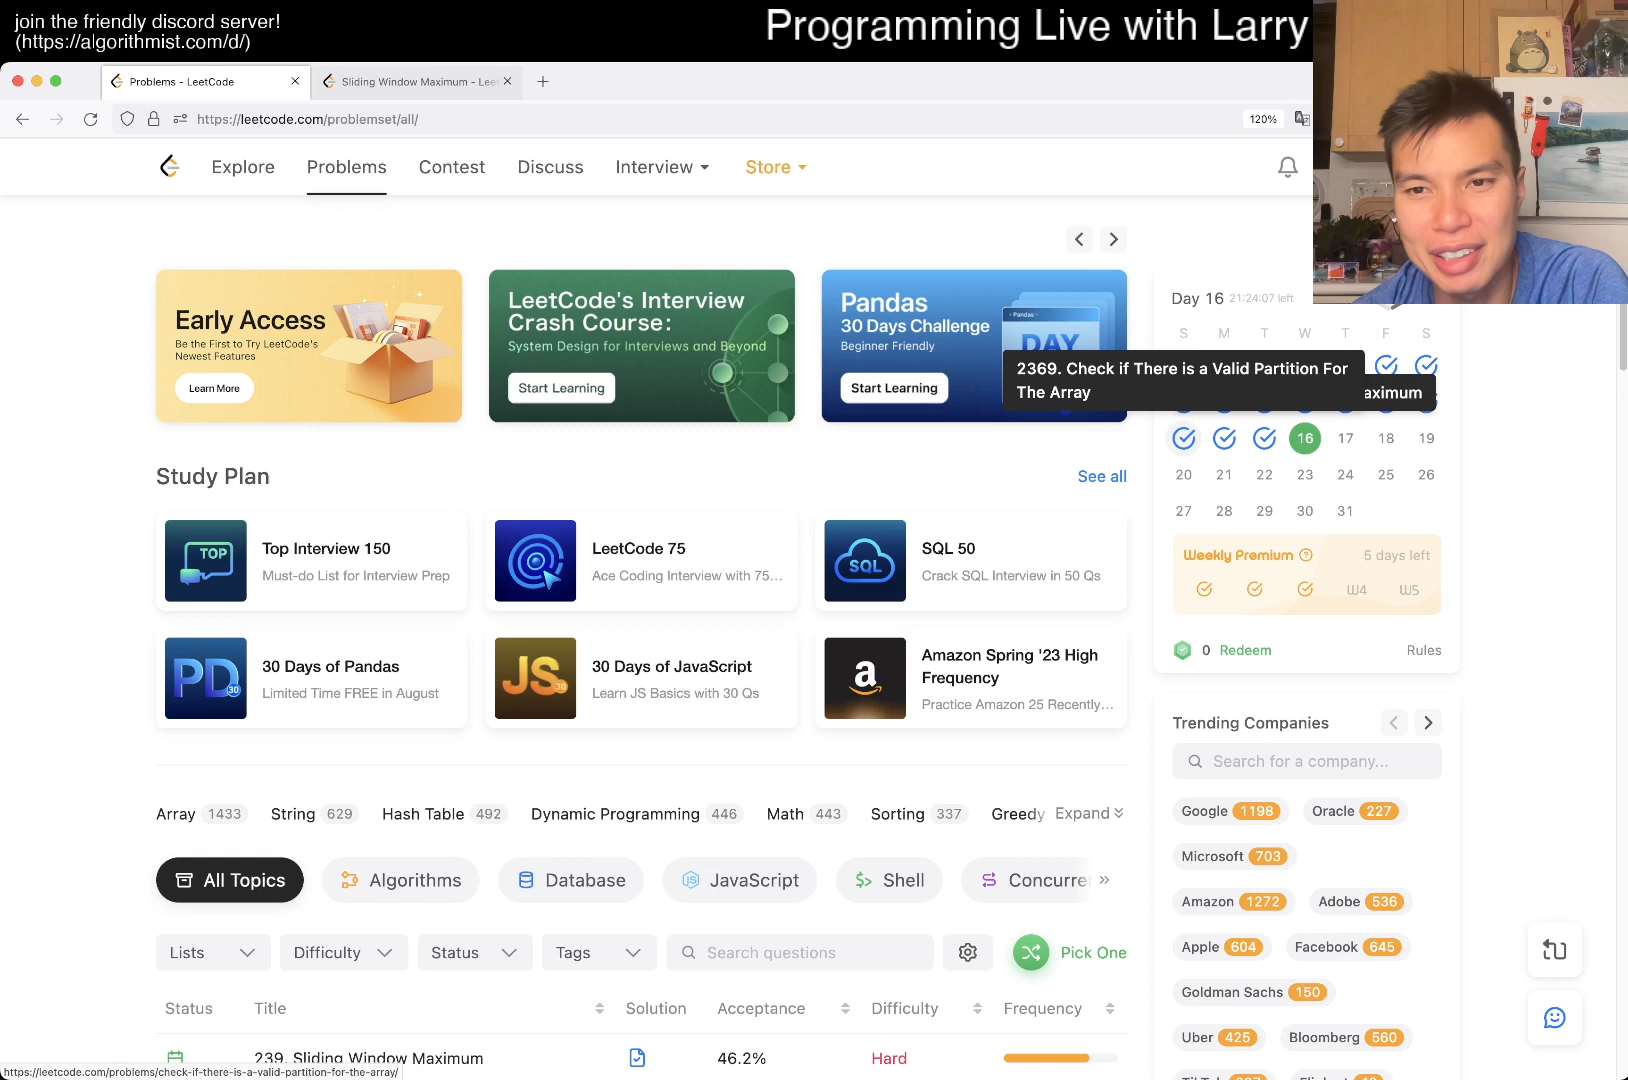 join the friendly discord server!
(https://algorithmist.com/d/)
Programming Live with Larry
Problems - LeetCode
Sliding Window Maximum - Leet
https://leetcode.com/problemset/all/
120%
Explore
Problems
Contest
Discuss
Interview
Store
Early Access
Be the First to Try LeetCode's
Newest Features
Learn More
LeetCode's Interview
Crash Course:
System Design for Interviews and Beyond
Start Learning
Pandas
30 Days Challenge
Beginner Friendly
Start Learning
Pandas
DAY
Day 16 21:24:07 left
S M T W T F S
2369. Check if There is a Valid Partition For
The Array
aximum
16 17 18 19
20 21 22 23 24 25 26
27 28 29 30 31
Weekly Premium
5 days left
W4 W5
0 Redeem
Rules
Study Plan
See all
TOP
Top Interview 150
Must-do List for Interview Prep
LeetCode 75
Ace Coding Interview with 75...
SQL
SQL 50
Crack SQL Interview in 50 Qs
PD
30
30 Days of Pandas
Limited Time FREE in August
JS
30
30 Days of JavaScript
Learn JS Basics with 30 Qs
a
Amazon Spring '23 High
Frequency
Practice Amazon 25 Recently...
Trending Companies
Search for a company...
Google 1198
Oracle 227
Microsoft 703
Amazon 1272
Adobe 536
Apple 604
Facebook 645
Goldman Sachs 150
Uber 425
Bloomberg 560
Array 1433 String 629 Hash Table 492 Dynamic Programming 446 Math 443 Sorting 337 Greedy Expand
All Topics
Algorithms
Database
JavaScript
$> Shell
Concurre
Lists
Difficulty
Status
Tags
Search questions
Pick One
Status Title Solution Acceptance Difficulty Frequency
239. Sliding Window Maximum 46.2% Hard
https://leetcode.com/problems/check-if-there-is-a-valid-partition-for-the-array/